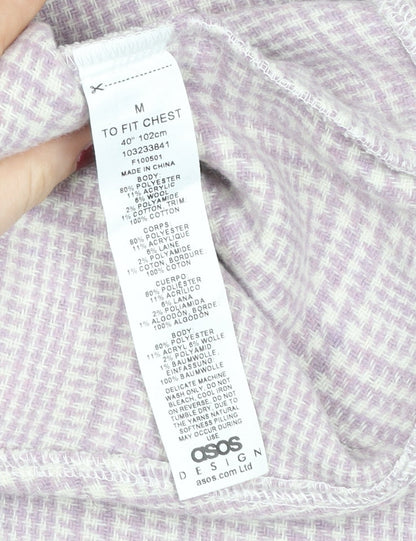 M
TO FIT CHEST
40" 102cm
103233841
F100501
MADE IN CHINA
BODY:
80% POLYESTER
11% ACRYLIC
6% WOOL
2% POLYAMIDE
1% COTTON, TRIM.
100% COTTON
CORPS:
80% POLYESTER
11% ACRYLIQUE
6% LAINE
2% POLYAMIDE
1% COTON, BORDURE.
100% COTON
CUERPO:
80% POLIÉSTER
11% ACRÍLICO
6% LANA
2% POLIAMIDA
1% ALGODÓN, BORDE.
100% ALGODÓN
BODY
80% POLYESTER
11% ACRYL 6% WOLLE
2% POLYAMID
1% BAUMWOLLE.
EINFASSUNG
100% BAUMWOLLE
DELICATE MACHINE
WASH ONLY. DO NOT
BLEACH, COOL IRON
ON REVERSE, DO NOT
TUMBLE DRY. DUE TO
THE YARNS NATURAL
SOFTNESS PILLING
MAY OCCUR DURING
USE
asos
DESIGN
asos.com Ltd